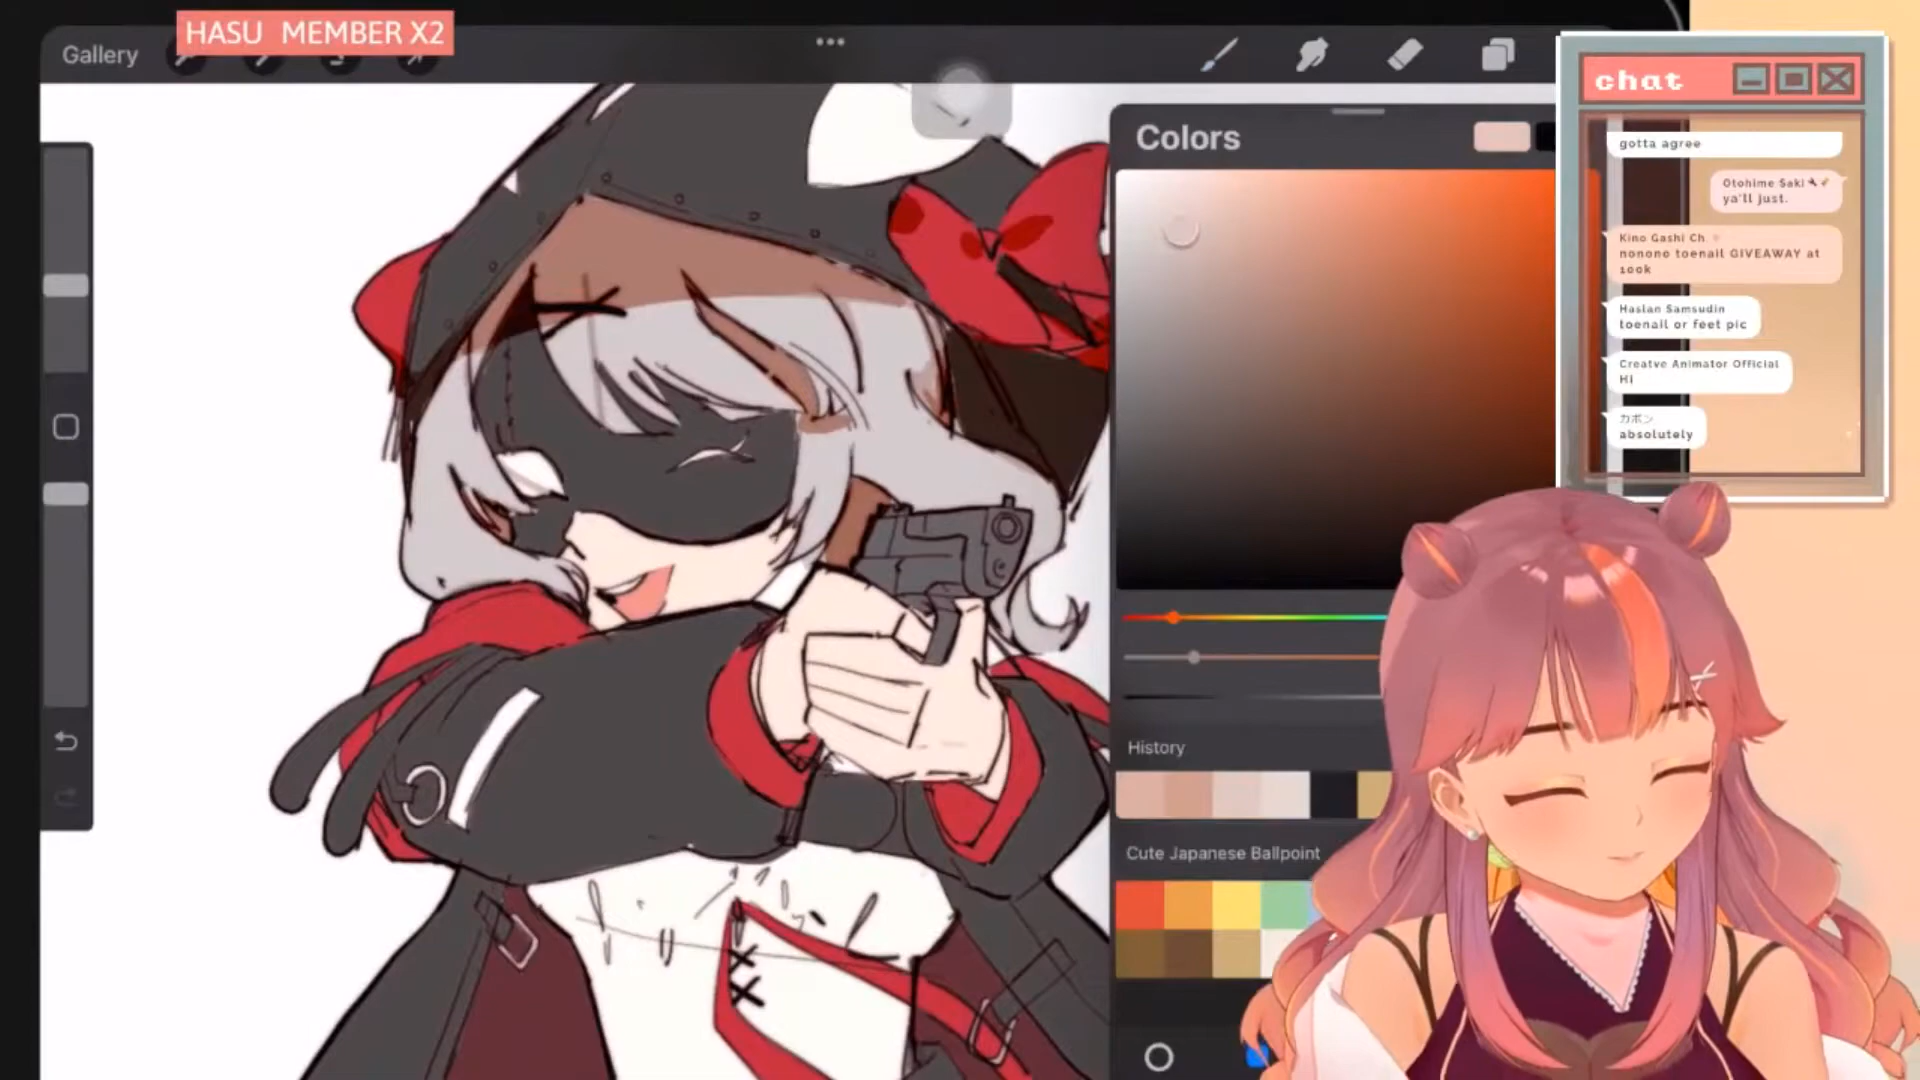 HASU MEMBER X2
Gallery
Colors
chat
gotta agree
Otohime Saki
ya'll just.
Kino Gashi Ch.
nonono toenail GIVEAWAY at
100k
Haslan Samsudin
toenail or feet pic
Creatve Animator Official
HI
カボン
absolutely
History
Cute Japanese Ballpoint